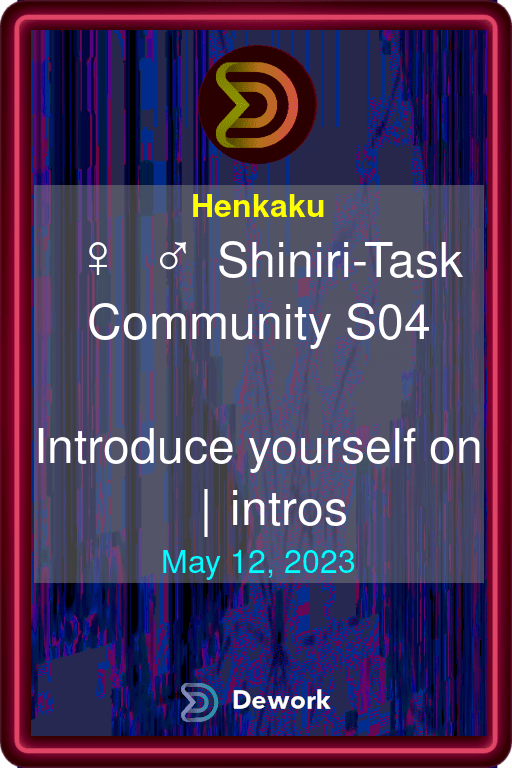 Henkaku
♀ ♂ Shiniri-Task
Community S04
Introduce yourself on
| intros
May 12, 2023
Dework